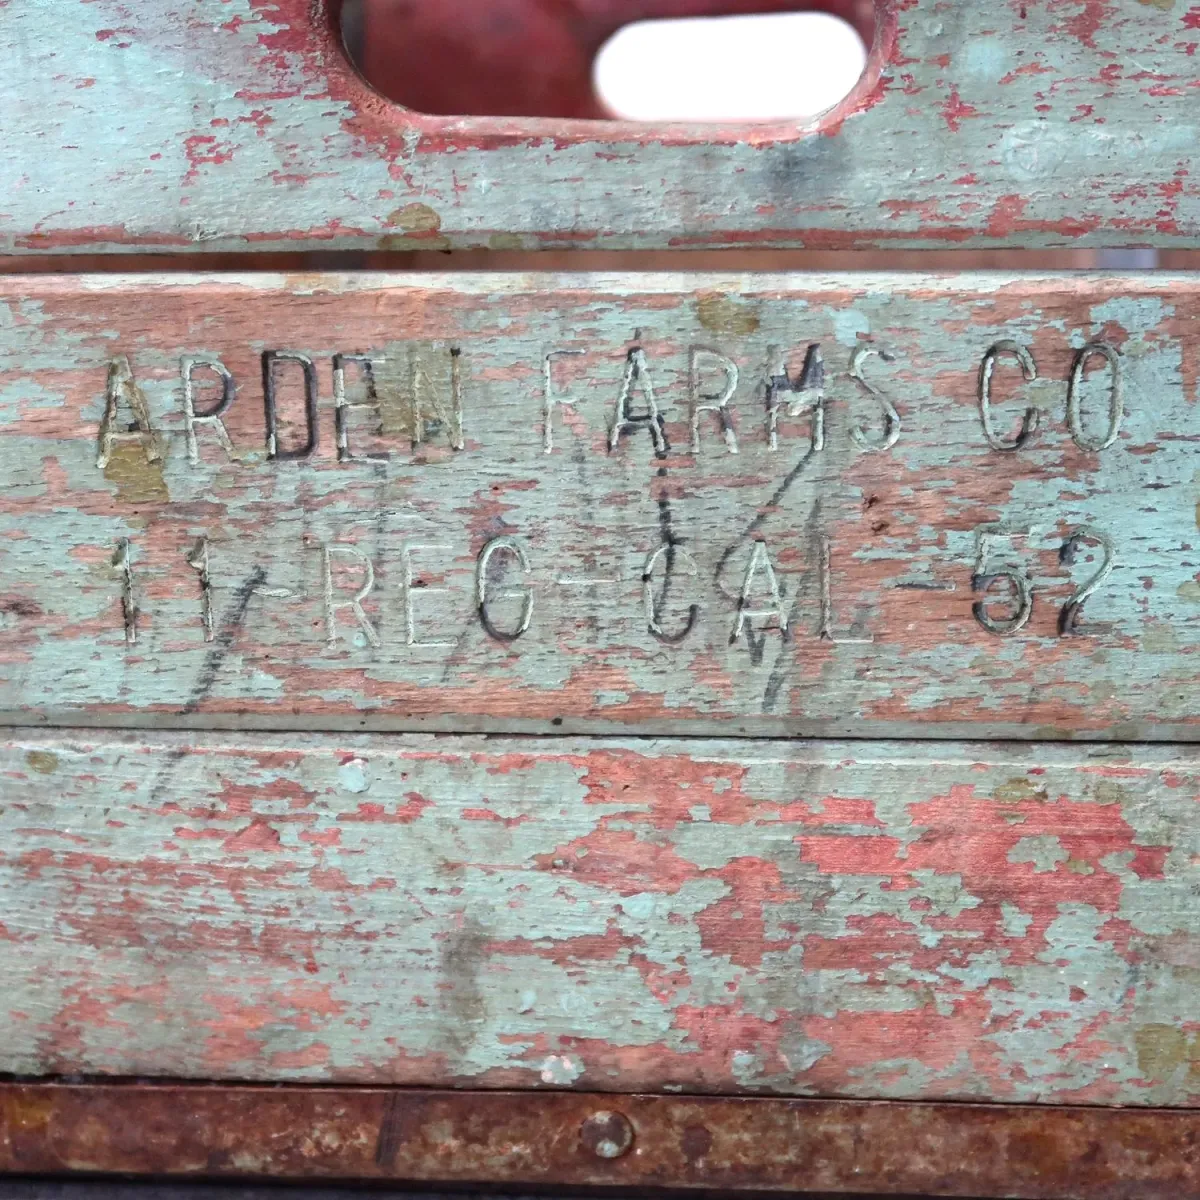 ARDEN FARMS CO
11-REG-CAL-52